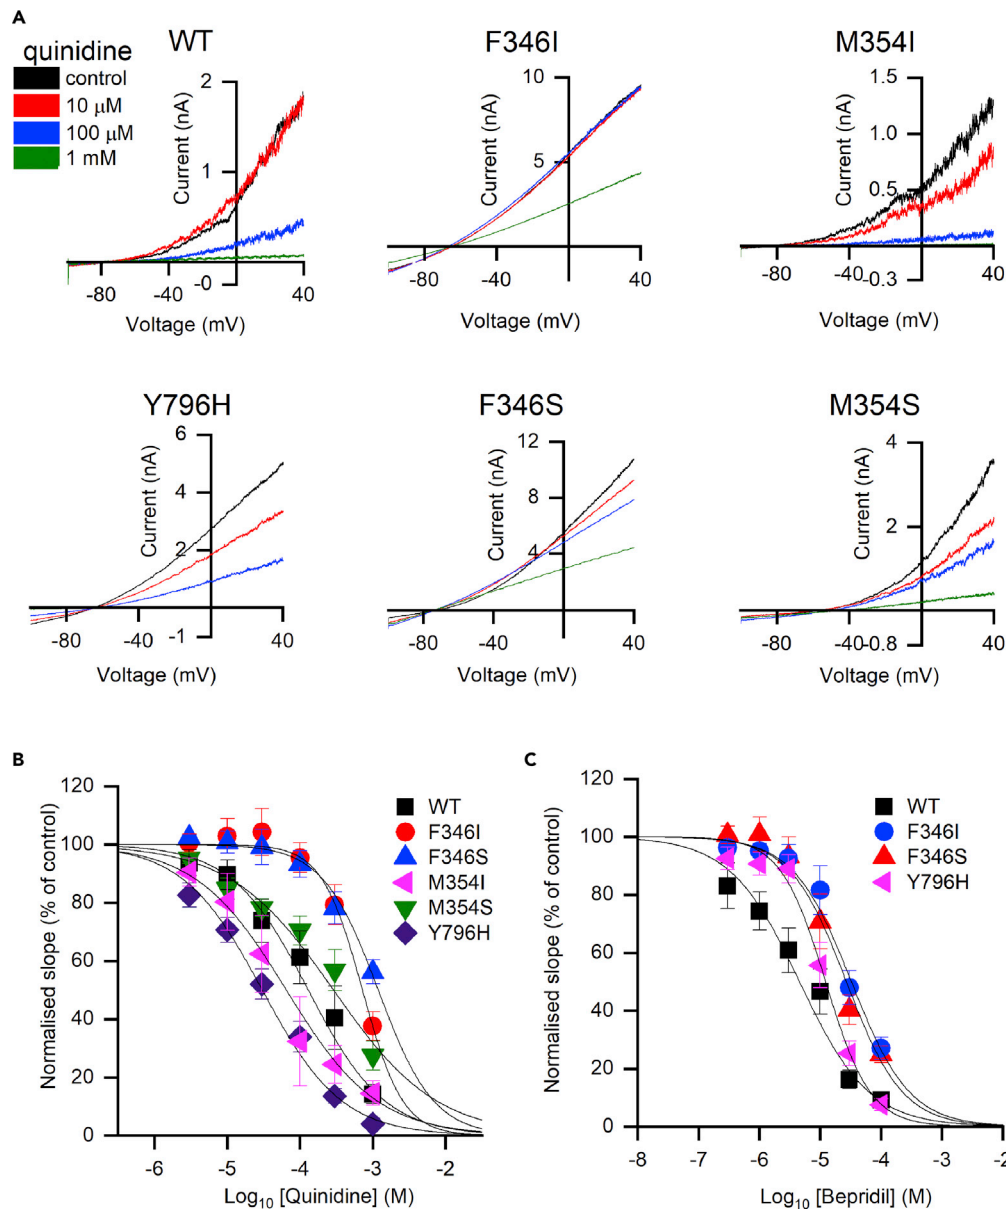 A
quinidine
control
10 μM
100 μM
1 mM
WT
Current (nA)
2
1
-0
-80
-40
40
Voltage (mV)
F346I
Current (nA)
10
5
-80
-40
0
40
Voltage (mV)
M354I
Current (nA)
1.5
1.0
0.5
-0.3
-80
-40
40
Voltage (mV)
Y796H
Current (nA)
6
4
2
-1
-80
-40
40
Voltage (mV)
F346S
Current (nA)
12
8
4
-80
-40
0
40
Voltage (mV)
M354S
Current (nA)
4
2
-0.8
-80
-40
40
Voltage (mV)
B
Normalised slope (% of control)
120
100
80
60
40
20
0
-6
-5
-4
-3
-2
Log10 [Quinidine] (M)
WT
F346I
F346S
M354I
M354S
Y796H
C
Normalised slope (% of control)
120
100
80
60
40
20
0
-8
-7
-6
-5
-4
-3
-2
Log10 [Bepridil] (M)
WT
F346I
F346S
Y796H